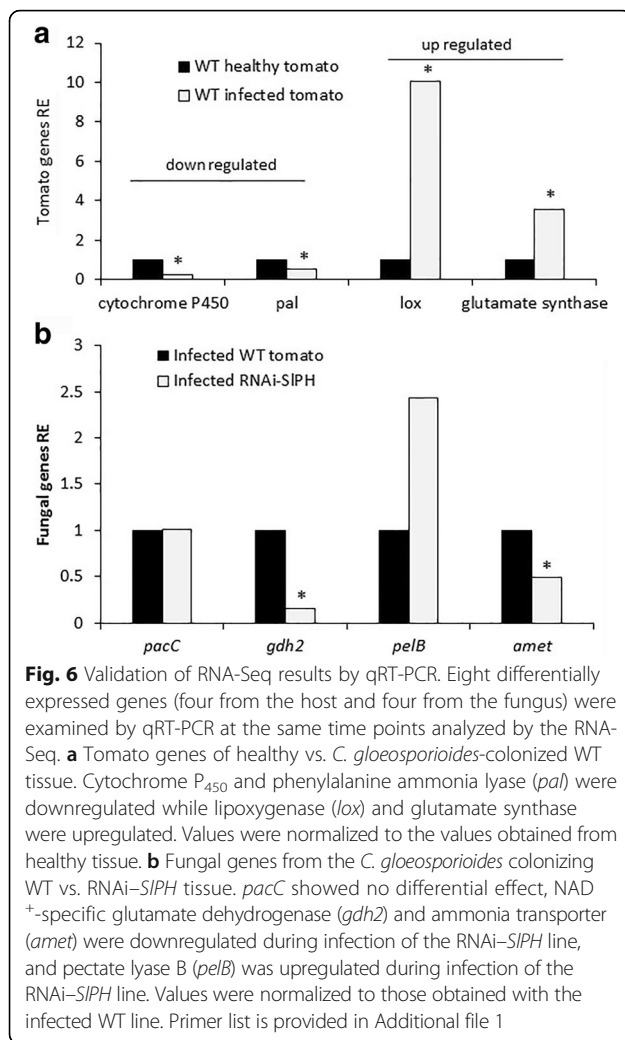 a
12
10
8
6
4
2
0
Tomato genes RE
WT healthy tomato
WT infected tomato
up regulated
down regulated
*
*
*
*
cytochrome P450 pal lox glutamate synthase
b
3
2.5
2
1.5
1
0.5
0
Fungal genes RE
Infected WT tomato
Infected RNAi-SlPH
*
*
pacC gdh2 pelB amet
Fig. 6 Validation of RNA-Seq results by qRT-PCR. Eight differentially
expressed genes (four from the host and four from the fungus) were
examined by qRT-PCR at the same time points analyzed by the RNA-
Seq. a Tomato genes of healthy vs. C. gloeosporioides-colonized WT
tissue. Cytochrome P450 and phenylalanine ammonia lyase (pal) were
downregulated while lipoxygenase (lox) and glutamate synthase
were upregulated. Values were normalized to the values obtained from
healthy tissue. b Fungal genes from the C. gloeosporioides colonizing
WT vs. RNAi–SlPH tissue. pacC showed no differential effect, NAD
+-specific glutamate dehydrogenase (gdh2) and ammonia transporter
(amet) were downregulated during infection of the RNAi–SlPH line,
and pectate lyase B (pelB) was upregulated during infection of the
RNAi–SlPH line. Values were normalized to those obtained with the
infected WT line. Primer list is provided in Additional file 1